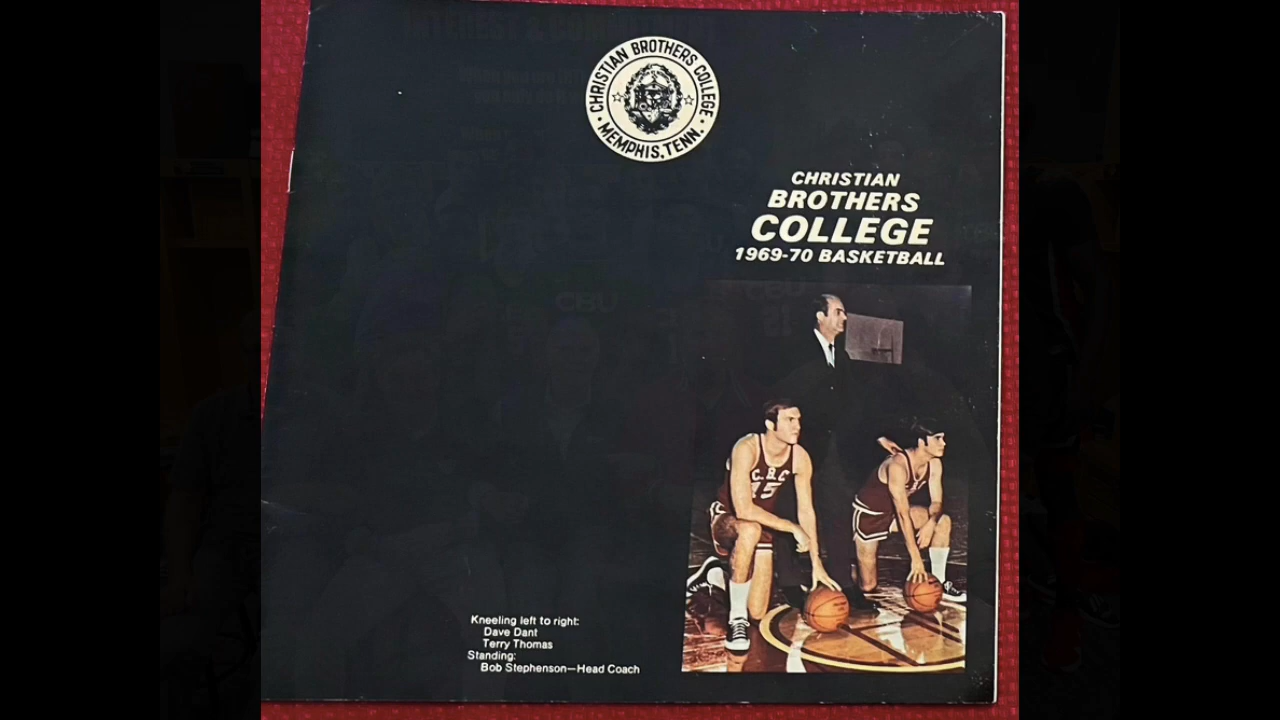 CHRISTIAN BROTHERS COLLEGE
• MEMPHIS, TENN. •
CHRISTIAN
BROTHERS
COLLEGE
1969-70 BASKETBALL
C.B.C
15
Kneeling left to right:
Dave Dant
Terry Thomas
Standing:
Bob Stephenson—Head Coach